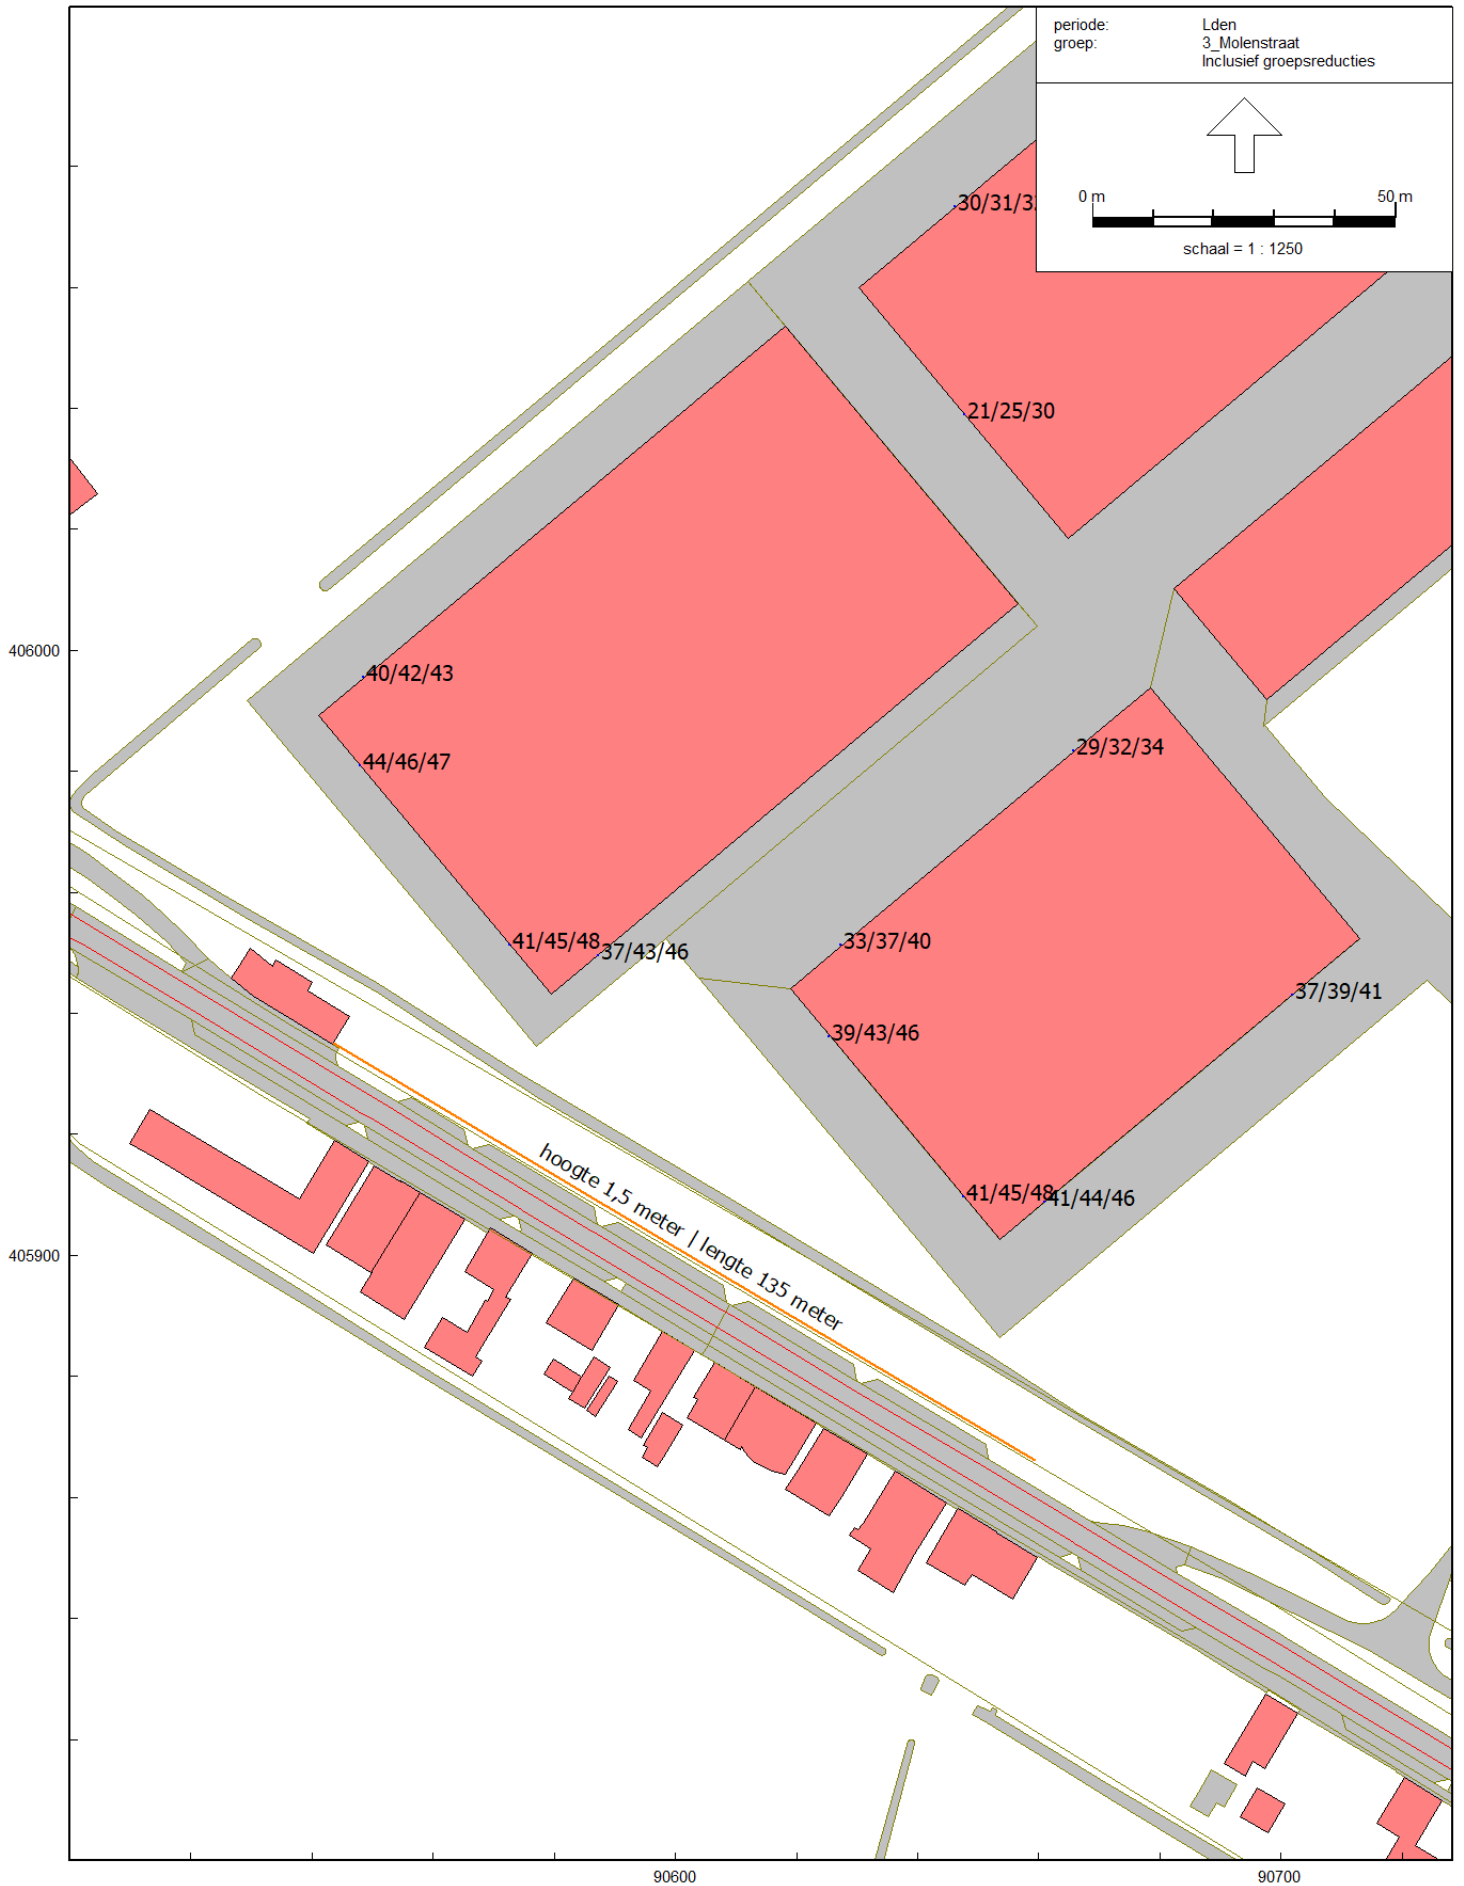 periode: Lden
groep: 3_Molenstraat
Inclusief groepsreducties
0 m 50 m
schaal = 1 : 1250
30/31/3
21/25/30
406000
40/42/43
44/46/47
29/32/34
41/45/48
37/43/46
33/37/40
37/39/41
39/43/46
41/45/48
41/44/46
hoogte 1,5 meter | lengte 135 meter
405900
90600
90700